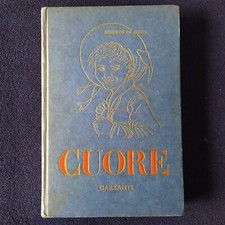 EDMONDO DE AMICIS
CUORE
GARZANTI